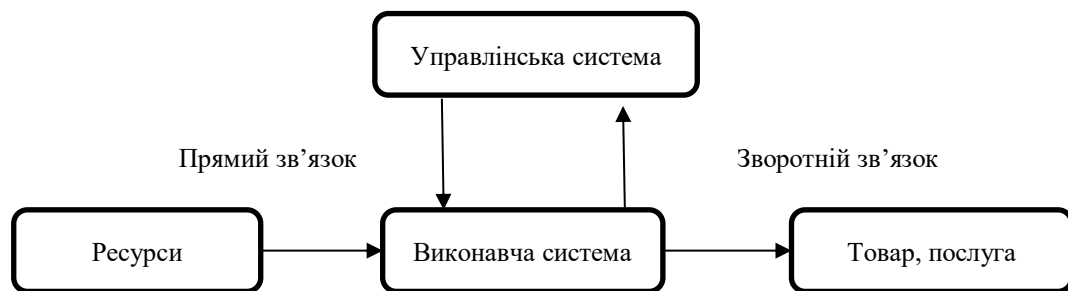 Управлінська система
Прямий зв’язок
Зворотній зв’язок
Ресурси
Виконавча система
Товар, послуга